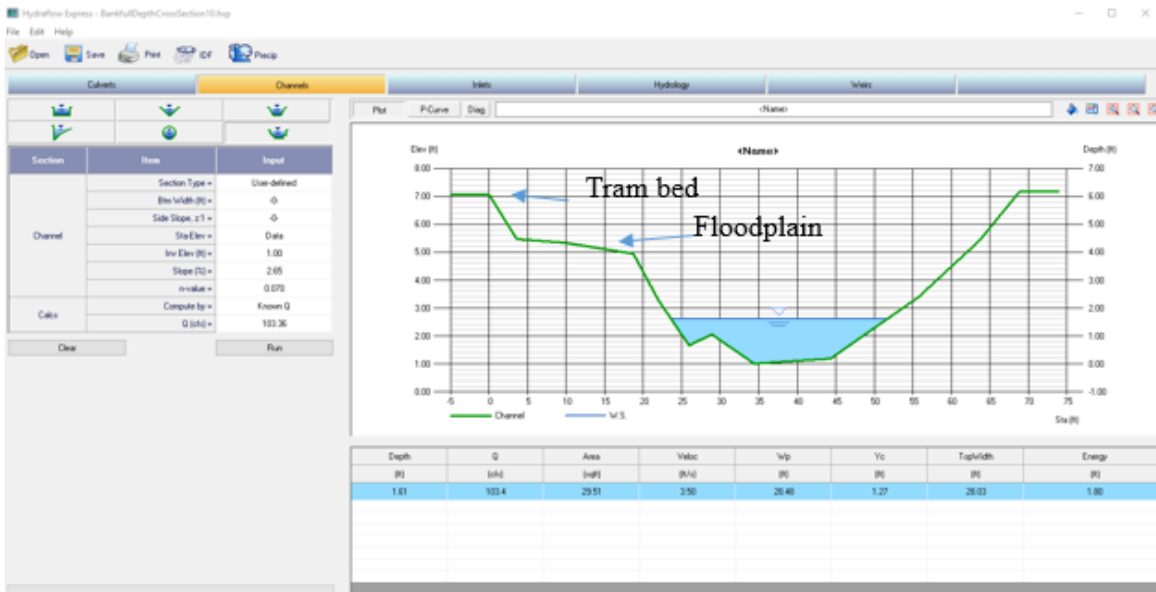 Hydraflow Express - BankfullDepthCrossSection10.hxp
File Edit Help
Open Save Print IDF Precip
Culverts Channels Inlets Hydrology Weirs
Plot P-Curve Diag <Name>
Section Item Input
Channel Section Type = User-defined
Btm Width (ft) = -0-
Side Slope, z:1 = -0-
Sta-Elev = Data
Inv Elev (ft) = 1.00
Slope (%) = 2.65
n-value = 0.070
Calcs Compute by = Known Q
Q (cfs) = 103.36
Clear Run
Elev (ft) <Name> Depth (ft)
8.00 7.00
7.00 6.00
6.00 5.00
5.00 4.00
4.00 3.00
3.00 2.00
2.00 1.00
1.00 0.00
0.00 -1.00
Tram bed
Floodplain
-5 0 5 10 15 20 25 30 35 40 45 50 55 60 65 70 75
Channel W.S. Sta (ft)
Depth Q Area Veloc Wp Yc TopWidth Energy
(ft) (cfs) (sqft) (ft/s) (ft) (ft) (ft) (ft)
1.61 103.4 29.51 3.50 28.48 1.27 28.03 1.80